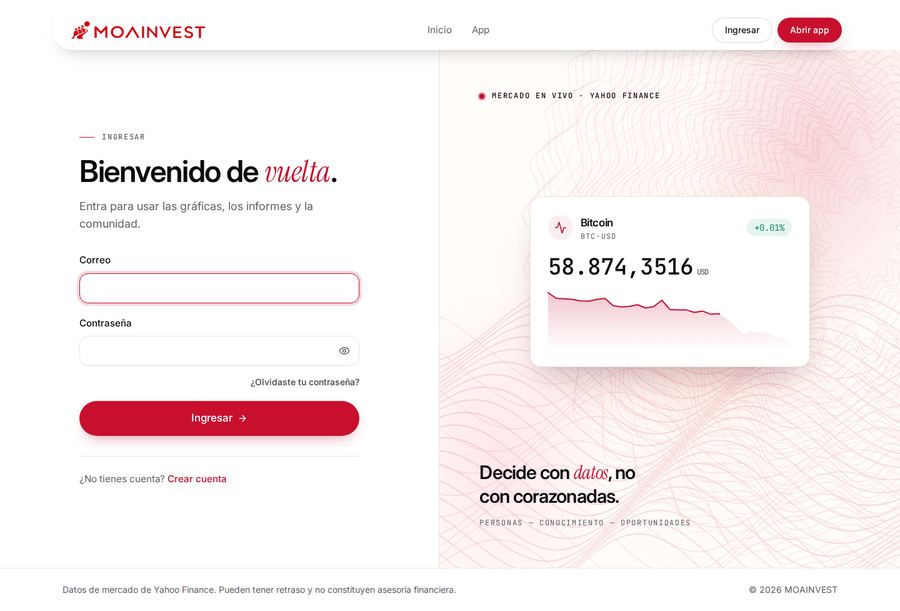 MOAINVEST
Inicio
App
Ingresar
Abrir app
INGRESAR
Bienvenido de vuelta.
Entra para usar las gráficas, los informes y la
comunidad.
Correo
Contraseña
¿Olvidaste tu contraseña?
Ingresar →
¿No tienes cuenta? Crear cuenta
MERCADO EN VIVO · YAHOO FINANCE
Bitcoin
BTC-USD
+0.01%
58.874,3516 USD
Decide con datos, no
con corazonadas.
PERSONAS — CONOCIMIENTO — OPORTUNIDADES
Datos de mercado de Yahoo Finance. Pueden tener retraso y no constituyen asesoría financiera.
© 2026 MOAINVEST